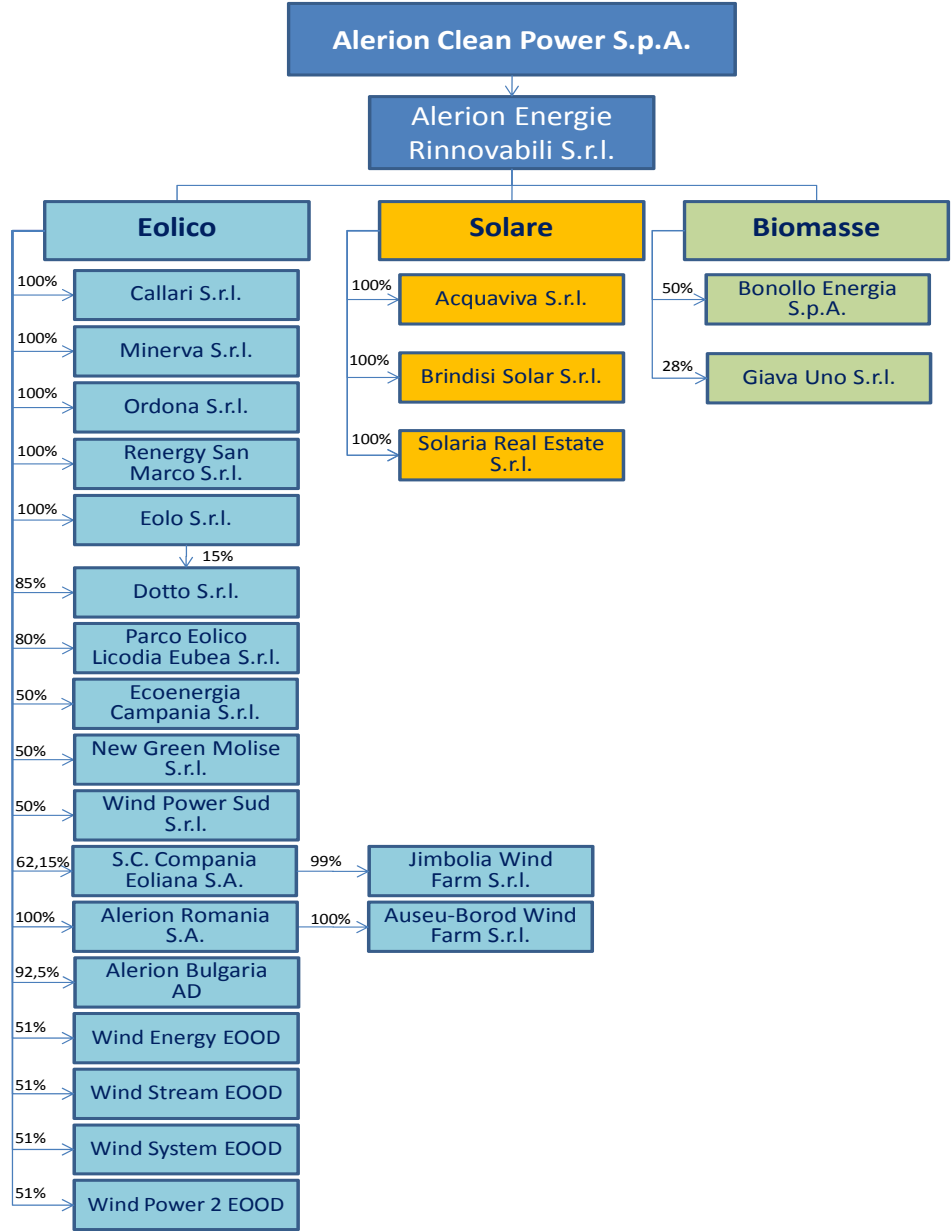 Alerion Clean Power S.p.A.
Alerion Energie
Rinnovabili S.r.l.
Eolico
Solare
Biomasse
100%
Callari S.r.l.
100%
Acquaviva S.r.l.
50%
Bonollo Energia
S.p.A.
100%
Minerva S.r.l.
100%
Brindisi Solar S.r.l.
28%
Giava Uno S.r.l.
100%
Ordona S.r.l.
100%
Renergy San
Marco S.r.l.
100%
Solaria Real Estate
S.r.l.
100%
Eolo S.r.l.
15%
85%
Dotto S.r.l.
80%
Parco Eolico
Licodia Eubea S.r.l.
50%
Ecoenergia
Campania S.r.l.
50%
New Green Molise
S.r.l.
50%
Wind Power Sud
S.r.l.
62,15%
S.C. Compania
Eoliana S.A.
99%
Jimbolia Wind
Farm S.r.l.
100%
Alerion Romania
S.A.
100%
Auseu-Borod Wind
Farm S.r.l.
92,5%
Alerion Bulgaria
AD
51%
Wind Energy EOOD
51%
Wind Stream EOOD
51%
Wind System EOOD
51%
Wind Power 2 EOOD